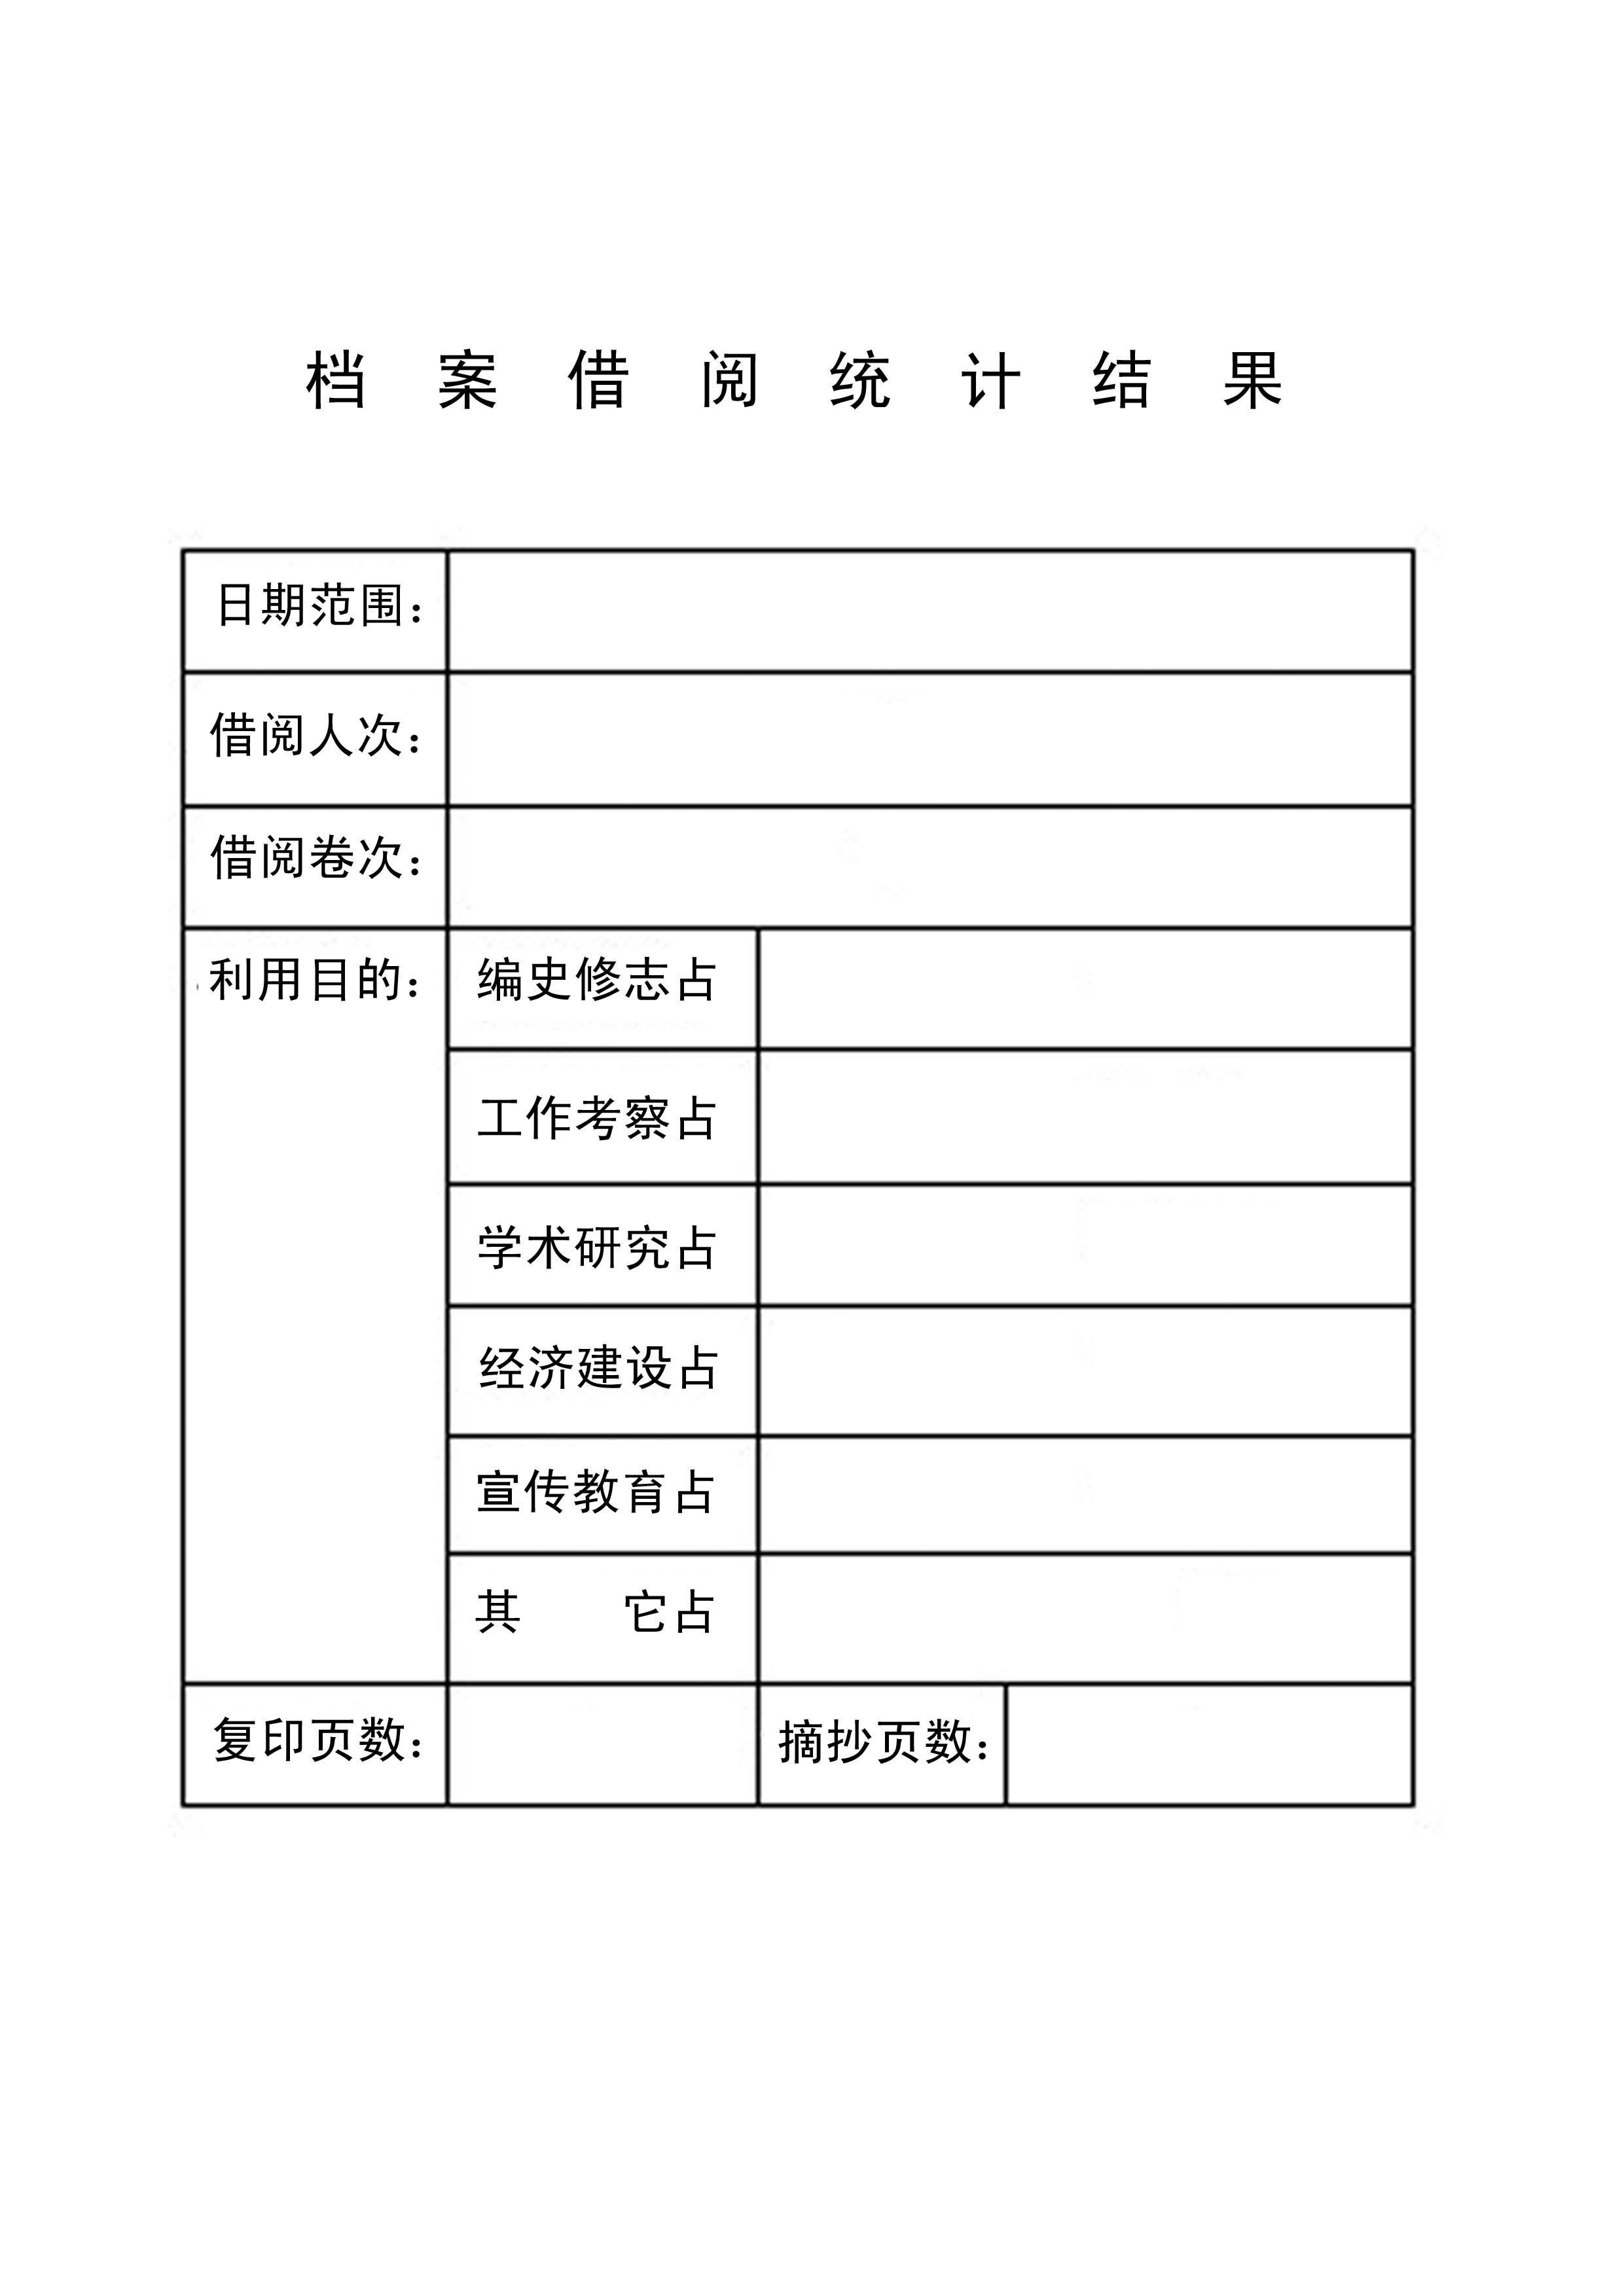 档案借阅统计结果
日期范围：
借阅人次：
借阅卷次：
利用目的： 编史修志占
工作考察占
学术研究占
经济建设占
宣传教育占
其　　它占
复印页数： 摘抄页数：